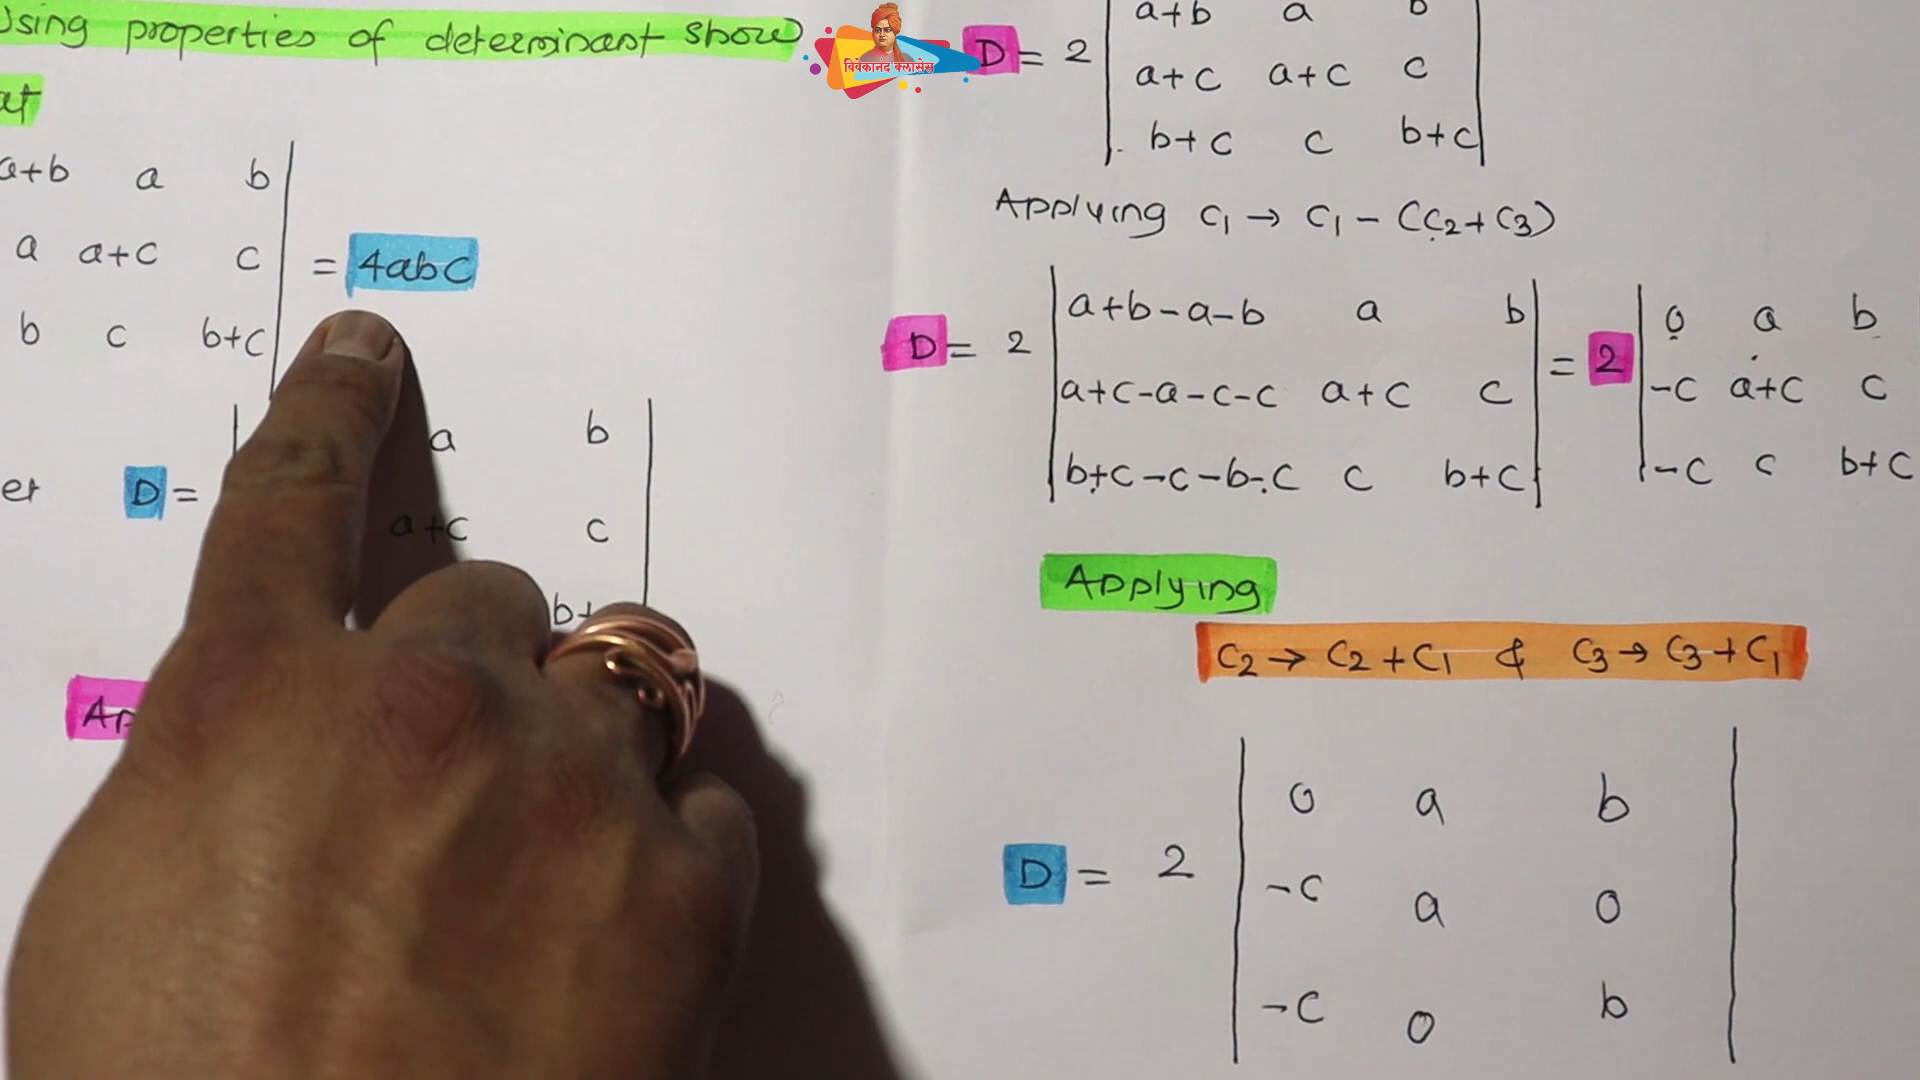 Using properties of determinant show
at
a+b a b
a a+c c = 4abc
b c b+c
a b
D =
a+c c
विवेकानंद क्लासेस
a+b a b
D = 2 a+c a+c c
b+c c b+c
Applying C1 → C1 - (C2+C3)
a+b-a-b a b
D = 2 a+c-a-c-c a+c c
b+c-c-b-c c b+c
= 2
0 a b
-c a+c c
-c c b+c
Applying
C2 → C2+C1 & C3 → C3+C1
0 a b
D = 2 -c a 0
-c 0 b